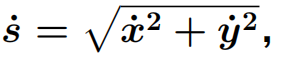 ṡ = √(ẋ² + ẏ²),